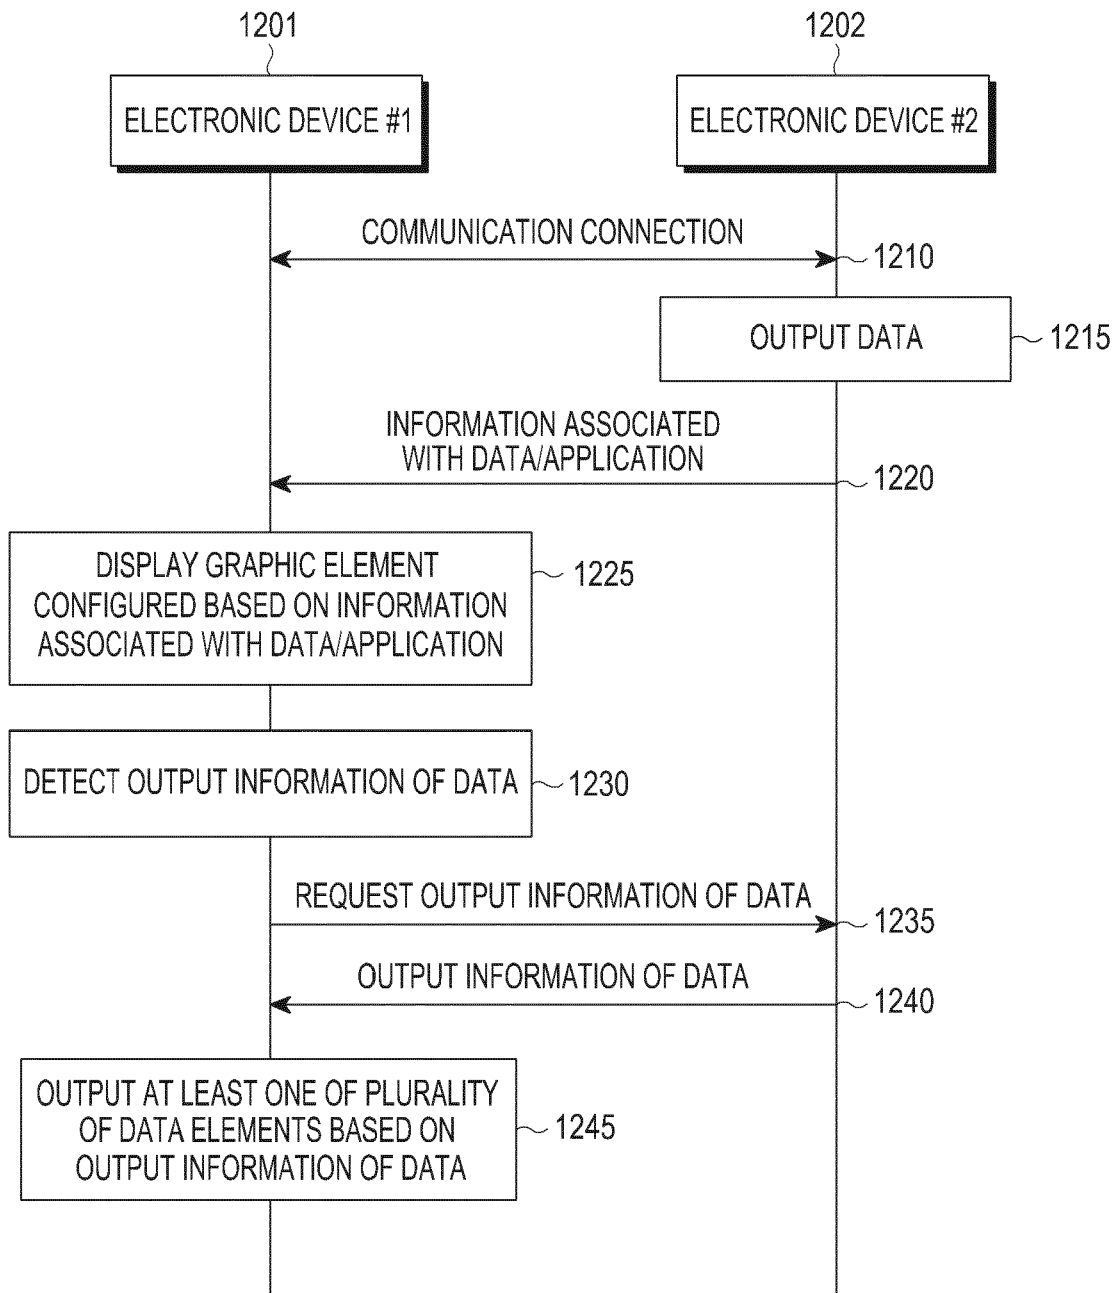 1201
1202
ELECTRONIC DEVICE #1
ELECTRONIC DEVICE #2
COMMUNICATION CONNECTION
1210
OUTPUT DATA
1215
INFORMATION ASSOCIATED
WITH DATA/APPLICATION
1220
DISPLAY GRAPHIC ELEMENT
CONFIGURED BASED ON INFORMATION
ASSOCIATED WITH DATA/APPLICATION
1225
DETECT OUTPUT INFORMATION OF DATA
1230
REQUEST OUTPUT INFORMATION OF DATA
1235
OUTPUT INFORMATION OF DATA
1240
OUTPUT AT LEAST ONE OF PLURALITY
OF DATA ELEMENTS BASED ON
OUTPUT INFORMATION OF DATA
1245